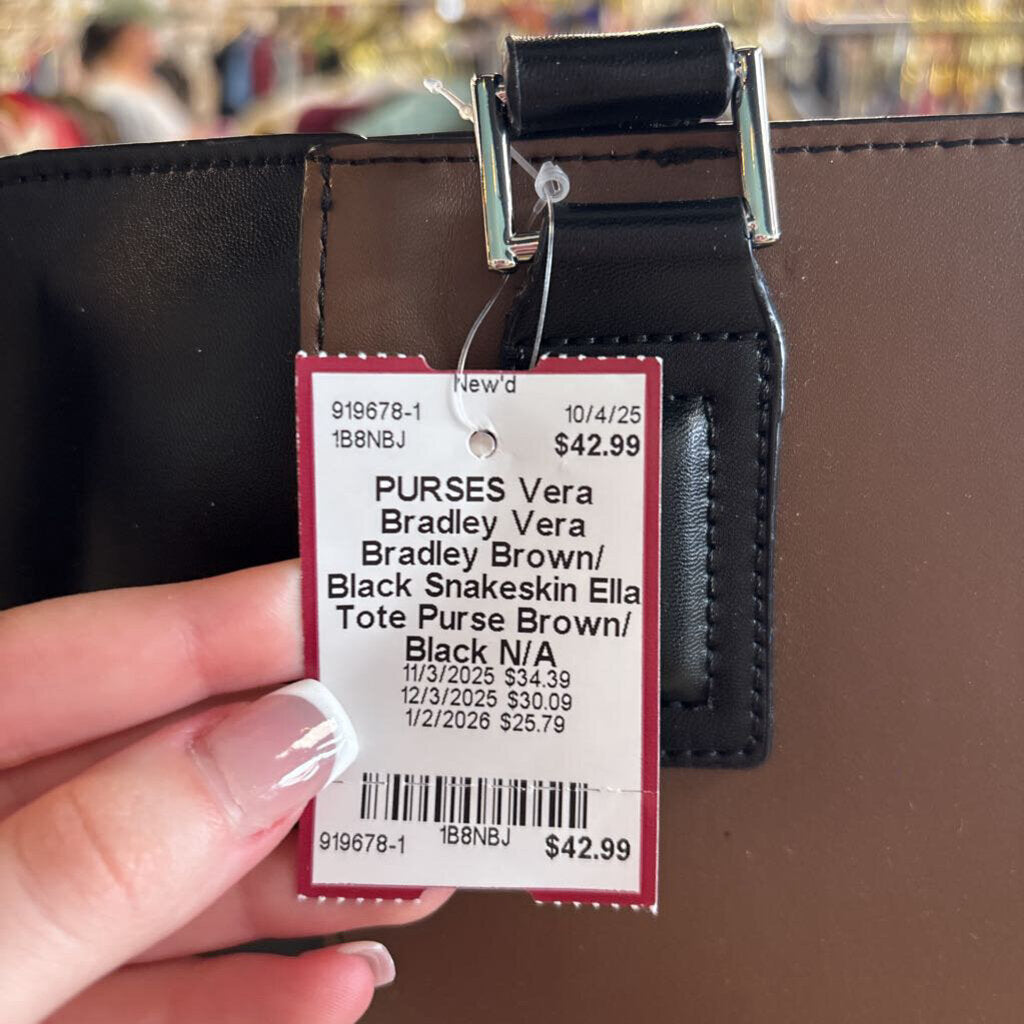 New'd
919678-1 10/4/25
1B8NBJ $42.99
PURSES Vera
Bradley Vera
Bradley Brown/
Black Snakeskin Ella
Tote Purse Brown/
Black N/A
11/3/2025 $34.39
12/3/2025 $30.09
1/2/2026 $25.79
919678-1 1B8NBJ $42.99